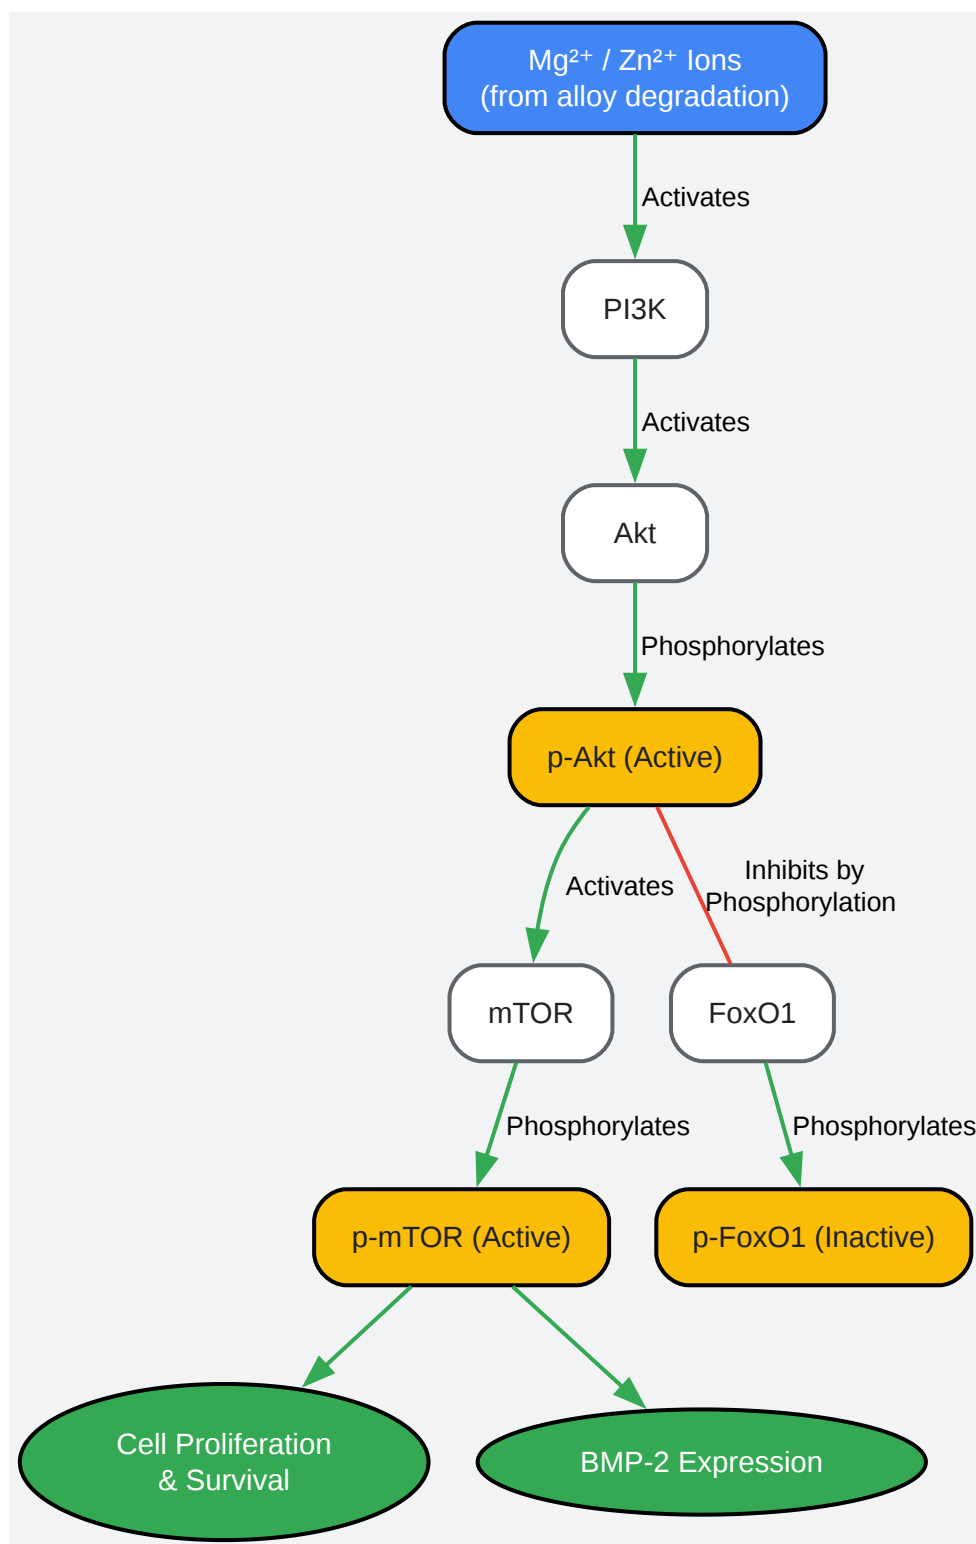 Mg²⁺ / Zn²⁺ Ions
(from alloy degradation)
Activates
PI3K
Activates
Akt
Phosphorylates
p-Akt (Active)
Activates
Inhibits by
Phosphorylation
mTOR
FoxO1
Phosphorylates
Phosphorylates
p-mTOR (Active)
p-FoxO1 (Inactive)
Cell Proliferation
& Survival
BMP-2 Expression